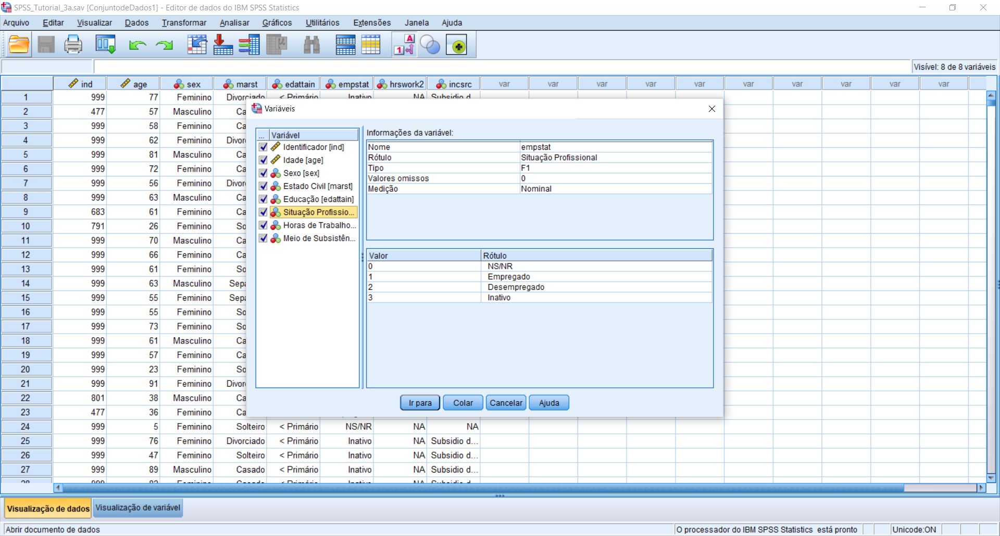 SPSS_Tutorial_3a.sav [ConjuntodeDados1] - Editor de dados do IBM SPSS Statistics
Arquivo Editar Visualizar Dados Transformar Analisar Gráficos Utilitários Extensões Janela Ajuda
Visível: 8 de 8 variáveis
ind age sex marst edattain empstat hrswork2 incsrc var var var var var var var var var var
1 999 77 Feminino Divorciado < Primário Inativo NA Subsidio d...
2 477 57 Masculino Ca
3 999 58 Feminino Ca
4 999 62 Feminino Divor
5 999 81 Masculino Ca
6 999 72 Feminino Ca
7 999 56 Feminino Divor
8 999 63 Masculino Ca
9 683 61 Feminino Ca
10 791 26 Feminino So
11 999 70 Masculino Ca
12 999 66 Feminino Ca
13 999 61 Feminino So
14 999 63 Masculino Sepa
15 999 55 Feminino Sepa
16 999 55 Feminino So
17 999 73 Feminino So
18 999 61 Masculino Ca
19 999 57 Feminino Ca
20 999 23 Feminino So
21 999 91 Feminino Divor
22 801 38 Masculino Ca
23 477 36 Feminino Ca
24 999 5 Feminino Solteiro < Primário NS/NR NA NA
25 999 76 Feminino Divorciado < Primário Inativo NA Subsidio d...
26 999 47 Feminino Solteiro < Primário Inativo NA Subsidio d...
27 999 89 Masculino Casado < Primário Inativo NA Subsidio d...
Variáveis
... Variável
Identificador [ind]
Idade [age]
Sexo [sex]
Estado Civil [marst]
Educação [edattain]
Situação Profissio...
Horas de Trabalho...
Meio de Subsistên...
Informações da variável:
Nome empstat
Rótulo Situação Profissional
Tipo F1
Valores omissos 0
Medição Nominal
Valor Rótulo
0 NS/NR
1 Empregado
2 Desempregado
3 Inativo
Ir para Colar Cancelar Ajuda
Visualização de dados Visualização de variável
Abrir documento de dados O processador do IBM SPSS Statistics está pronto Unicode:ON